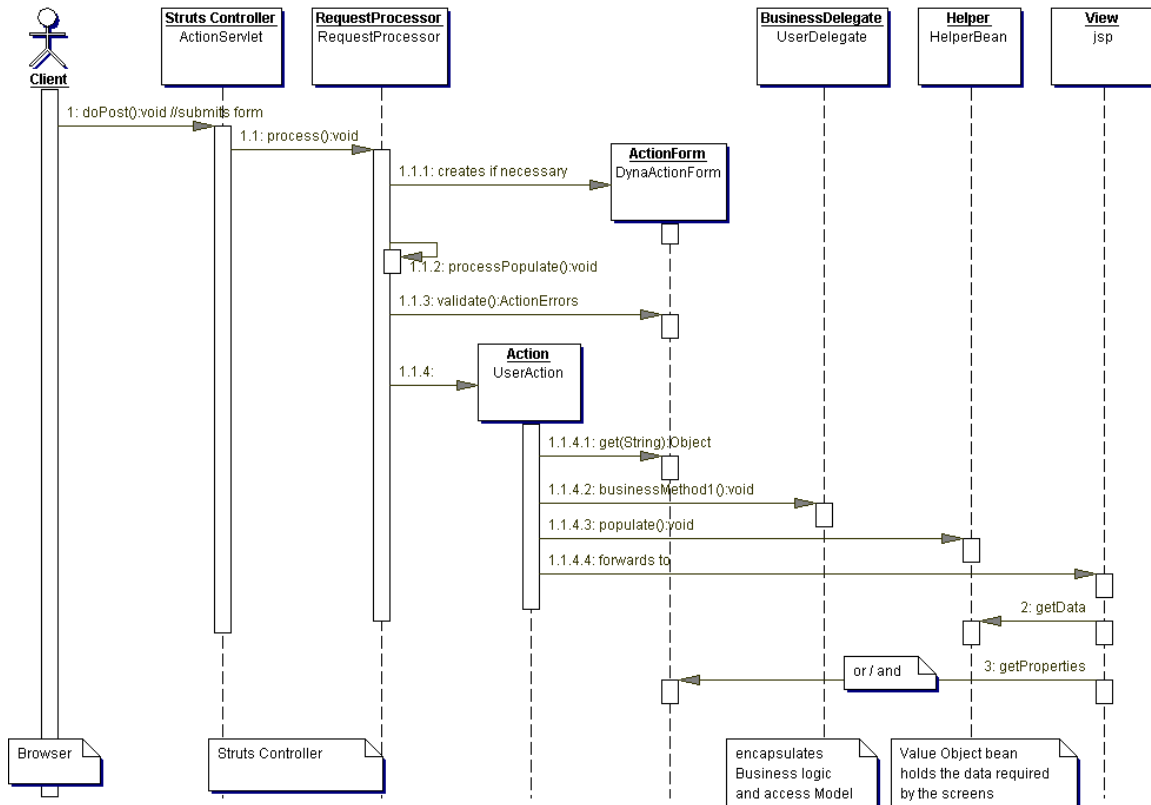 Struts Controller
ActionServlet
RequestProcessor
RequestProcessor
BusinessDelegate
UserDelegate
Helper
HelperBean
View
jsp
Client
1: doPost():void //submits form
1.1: process():void
ActionForm
DynaActionForm
1.1.1: creates if necessary
1.1.2: processPopulate():void
1.1.3: validate():ActionErrors
Action
UserAction
1.1.4:
1.1.4.1: get(String):Object
1.1.4.2: businessMethod1():void
1.1.4.3: populate():void
1.1.4.4: forwards to
2: getData
or / and
3: getProperties
Browser
Struts Controller
encapsulates
Business logic
and access Model
Value Object bean
holds the data required
by the screens